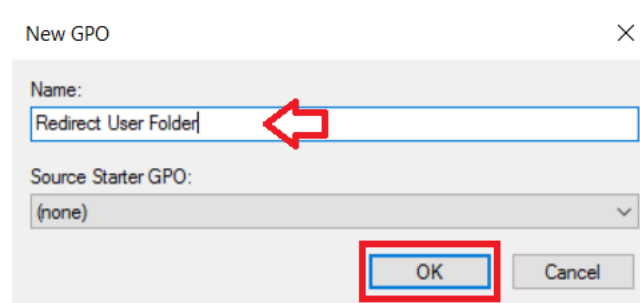 New GPO
Name:
Redirect User Folder
Source Starter GPO:
(none)
OK Cancel